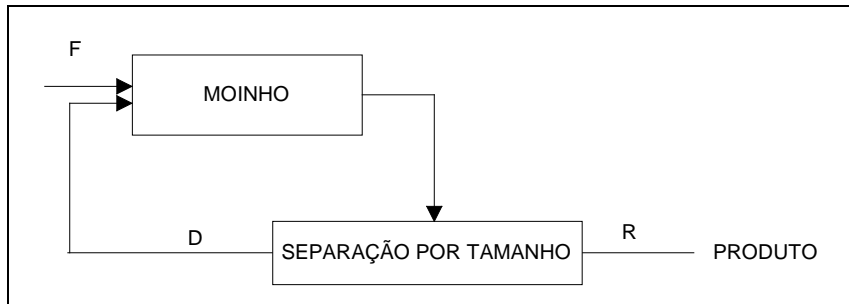 F
MOINHO
D
SEPARAÇÃO POR TAMANHO
R
PRODUTO